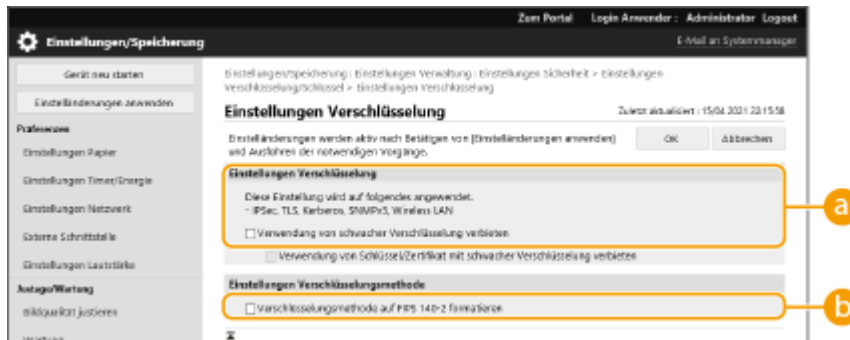 Zum Portal Login Anwender : Administrator Logout
Einstellungen/Speicherung
E-Mail an Systemmanager
Gerät neu starten
Einstelländerungen anwenden
Präferenzen
Einstellungen Papier
Einstellungen Timer/Energie
Einstellungen Netzwerk
Externe Schnittstelle
Einstellungen Lautstärke
Justage/Wartung
Bildqualität justieren
Wartung
Einstellungen/Speicherung : Einstellungen Verwaltung : Einstellungen Sicherheit > Einstellungen
Verschlüsselung/Schlüssel > Einstellungen Verschlüsselung
Einstellungen Verschlüsselung
Zuletzt aktualisiert : 15/04 2021 22:15:58
Einstelländerungen werden aktiv nach Betätigen von [Einstelländerungen anwenden]
und Ausführen der notwendigen Vorgänge.
OK Abbrechen
Einstellungen Verschlüsselung
Diese Einstellung wird auf folgendes angewendet.
- IPSec, TLS, Kerberos, SNMPv3, Wireless LAN
Verwendung von schwacher Verschlüsselung verbieten
a
Verwendung von Schlüssel/Zertifikat mit schwacher Verschlüsselung verbieten
Einstellungen Verschlüsselungsmethode
Verschlüsselungsmethode auf FIPS 140-2 formatieren
b